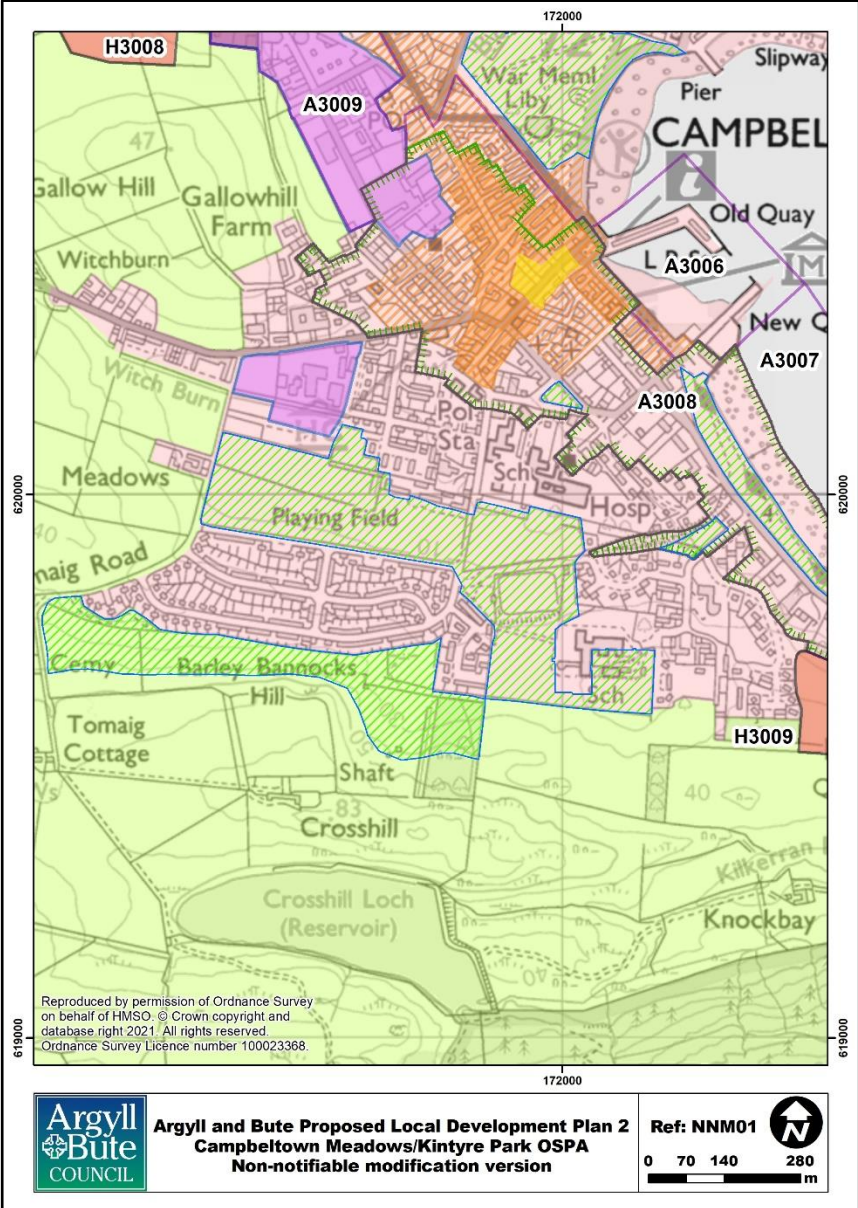 172000
H3008
Slipway
War Meml
Liby
Pier
A3009
CAMPBEL
47
Gallow Hill
Gallowhill
Farm
Old Quay
Witchburn
A3006
M
New Q
A3007
Witch Burn
A3008
Pol
Sta
Meadows
Sch
Hosp
620000
620000
Playing Field
40
naig Road
4
Cemy
Barley Bannocks
Hill
Sch
Tomaig
Cottage
H3009
50
Shaft
40
83
Crosshill
Kilkerran
Crosshill Loch
(Reservoir)
Knockbay
40
Reproduced by permission of Ordnance Survey
on behalf of HMSO. © Crown copyright and
database right 2021. All rights reserved.
Ordnance Survey Licence number 100023368.
619000
619000
172000
Argyll
&Bute
COUNCIL
Argyll and Bute Proposed Local Development Plan 2
Campbeltown Meadows/Kintyre Park OSPA
Non-notifiable modification version
Ref: NNM01
N
0 70 140 280
m